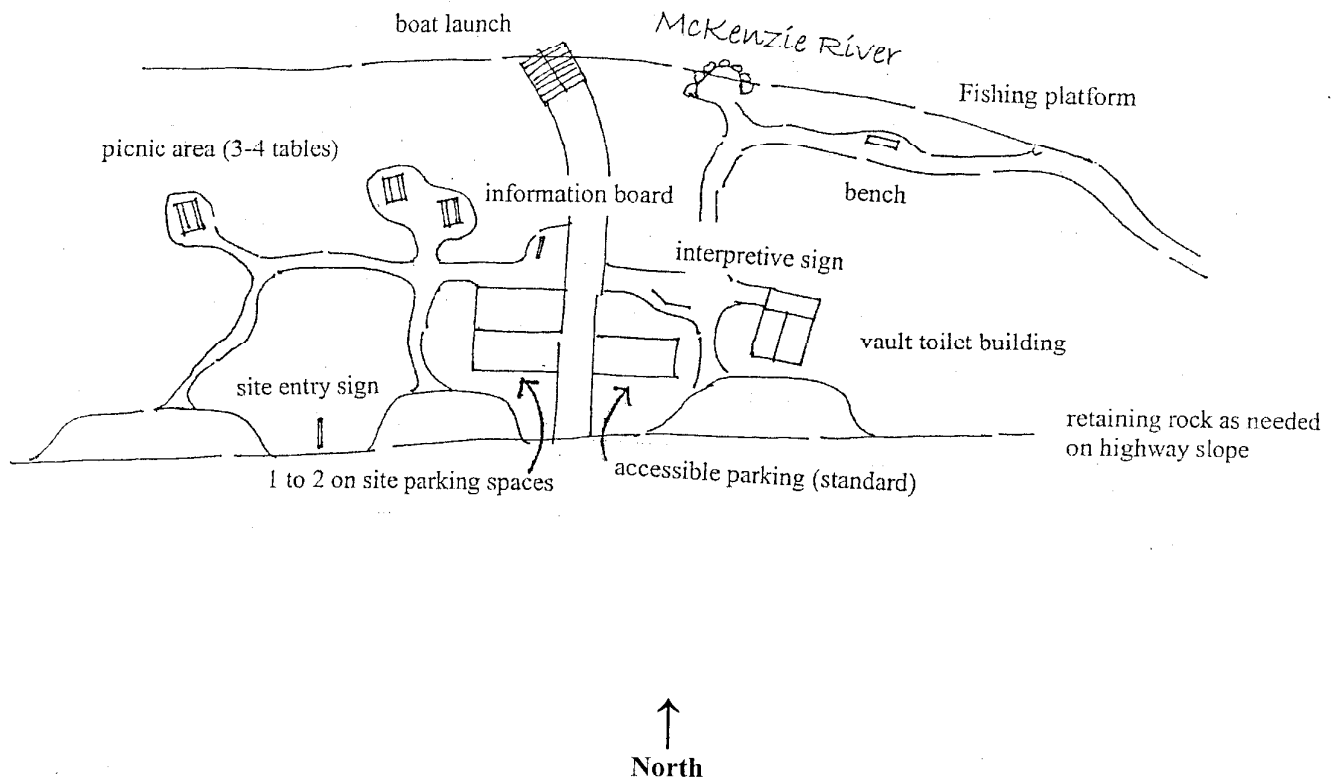 boat launch
McKenzie River
Fishing platform
picnic area (3-4 tables)
information board
bench
interpretive sign
vault toilet building
site entry sign
retaining rock as needed
on highway slope
1 to 2 on site parking spaces
accessible parking (standard)
North